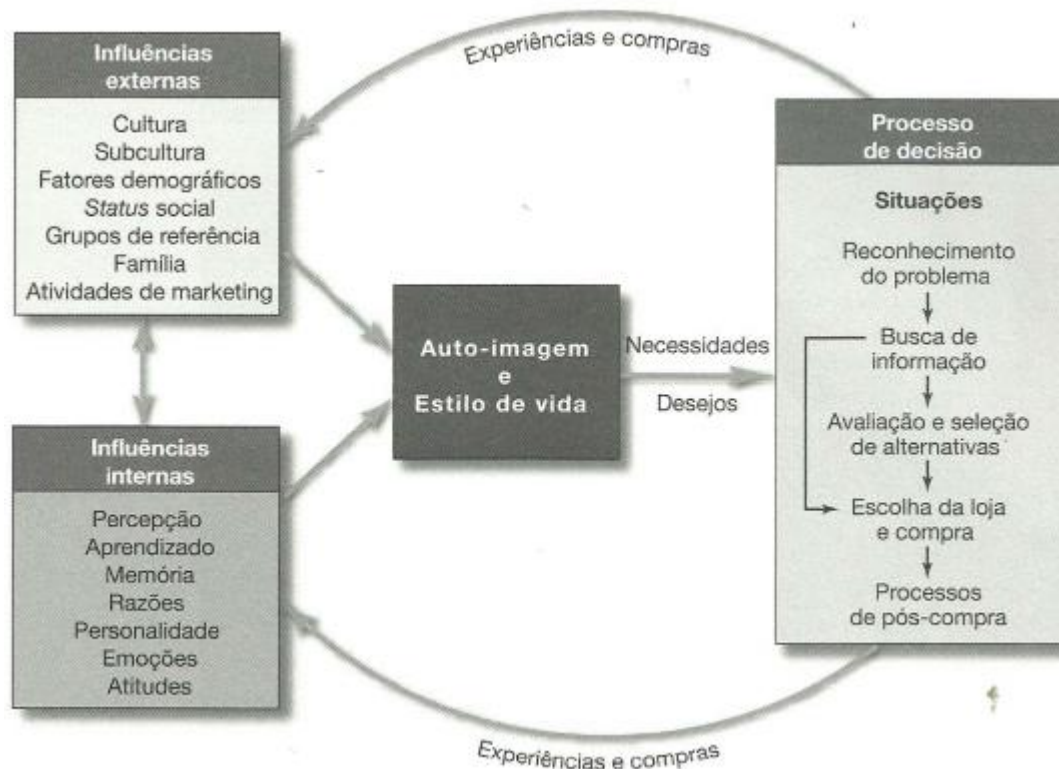 Experiências e compras
Influências
externas
Cultura
Subcultura
Fatores demográficos
Status social
Grupos de referência
Família
Atividades de marketing
Influências
internas
Percepção
Aprendizado
Memória
Razões
Personalidade
Emoções
Atitudes
Auto-imagem
e
Estilo de vida
Necessidades
Desejos
Processo
de decisão
Situações
Reconhecimento
do problema
Busca de
informação
Avaliação e seleção
de alternativas
Escolha da loja
e compra
Processos
de pós-compra
Experiências e compras